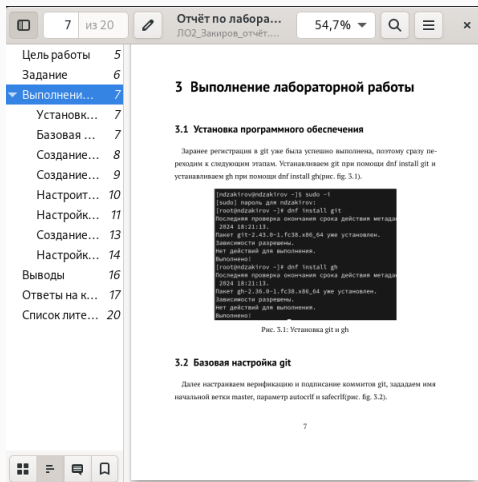 7 из 20
Отчёт по лабора...
ЛО2_Закиров_отчёт....
54,7%
Цель работы 5
Задание 6
Выполнени... 7
Установк... 7
Базовая ... 7
Создание... 8
Создание... 9
Настроит... 10
Настройк... 11
Создание... 13
Настройк... 14
Выводы 16
Ответы на к... 17
Список лите... 20
3 Выполнение лабораторной работы
3.1 Установка программного обеспечения
Заранее регистрация в git уже была успешно выполнена, поэтому сразу пе-
реходим к следующим этапам. Устанавливаем git при помощи dnf install git и
устанавливаем gh при помощи dnf install gh(рис. fig. 3.1).
[ndzakirov@ndzakirov ~]$ sudo -i
[sudo] пароль для ndzakirov:
[root@ndzakirov ~]# dnf install git
Последняя проверка окончания срока действия метада
2024 18:21:13.
Пакет git-2.43.0-1.fc38.x86_64 уже установлен.
Зависимости разрешены.
Нет действий для выполнения.
Выполнено!
[root@ndzakirov ~]# dnf install gh
Последняя проверка окончания срока действия метада
2024 18:21:13.
Пакет gh-2.36.0-1.fc38.x86_64 уже установлен.
Зависимости разрешены.
Нет действий для выполнения.
Выполнено!
Рис. 3.1: Установка git и gh
3.2 Базовая настройка git
Далее настраиваем верификацию и подписание коммитов git, зададаем имя
начальной ветки master, параметр autocrlf и safecrlf(рис. fig. 3.2).
7